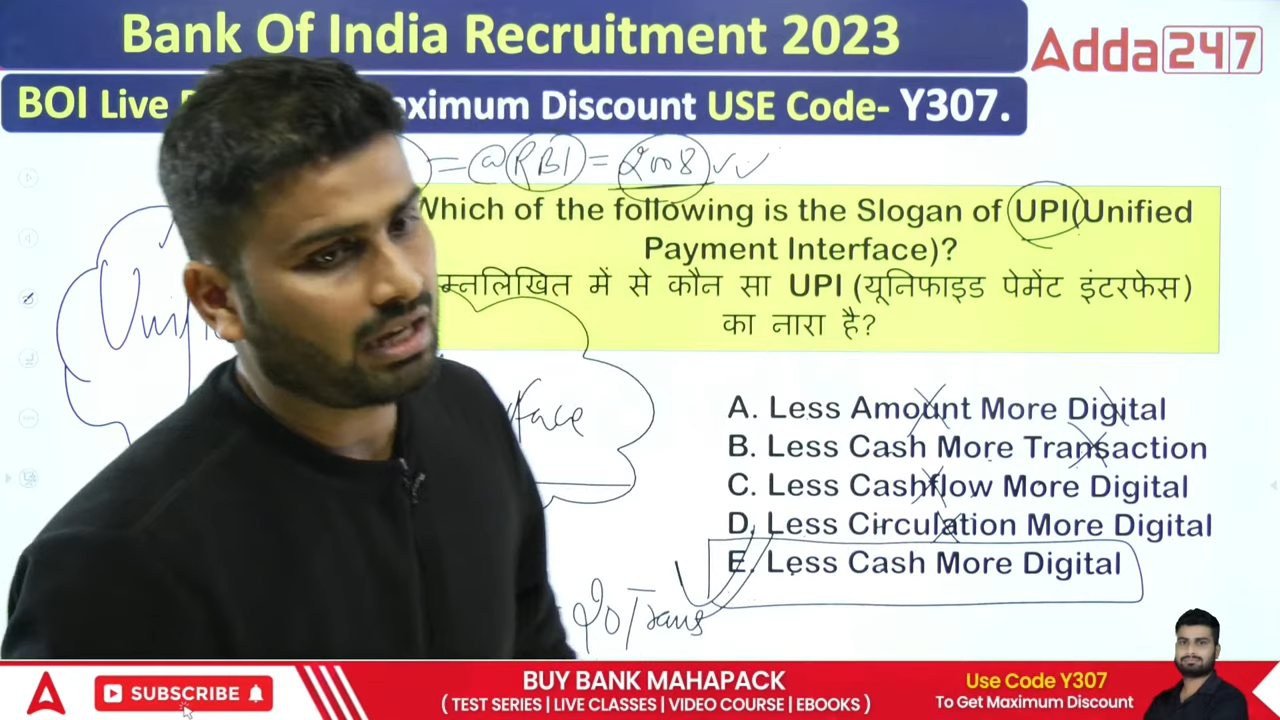 Bank Of India Recruitment 2023
Adda247
BOI Live Maximum Discount USE Code- Y307.
= @RBI = 2008
Which of the following is the Slogan of UPI(Unified
Payment Interface)?
म्नलिखित में से कौन सा UPI (यूनिफाइड पेमेंट इंटरफेस)
का नारा है?
A. Less Amount More Digital
B. Less Cash More Transaction
C. Less Cashflow More Digital
D. Less Circulation More Digital
E. Less Cash More Digital
20 Trans
SUBSCRIBE
BUY BANK MAHAPACK
( TEST SERIES | LIVE CLASSES | VIDEO COURSE | EBOOKS )
Use Code Y307
To Get Maximum Discount